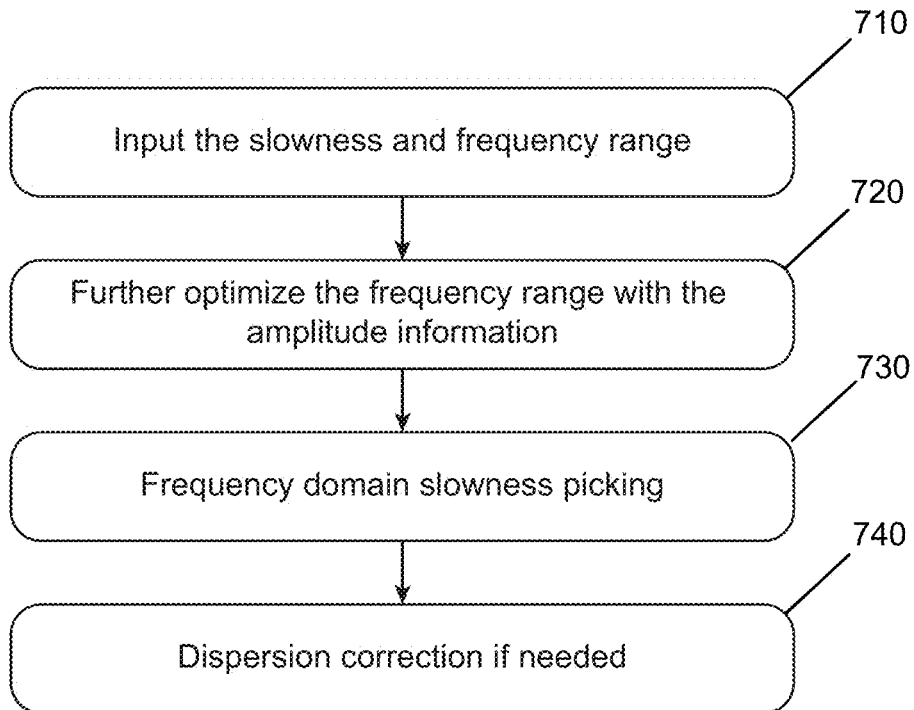 710
Input the slowness and frequency range
720
Further optimize the frequency range with the
amplitude information
730
Frequency domain slowness picking
740
Dispersion correction if needed